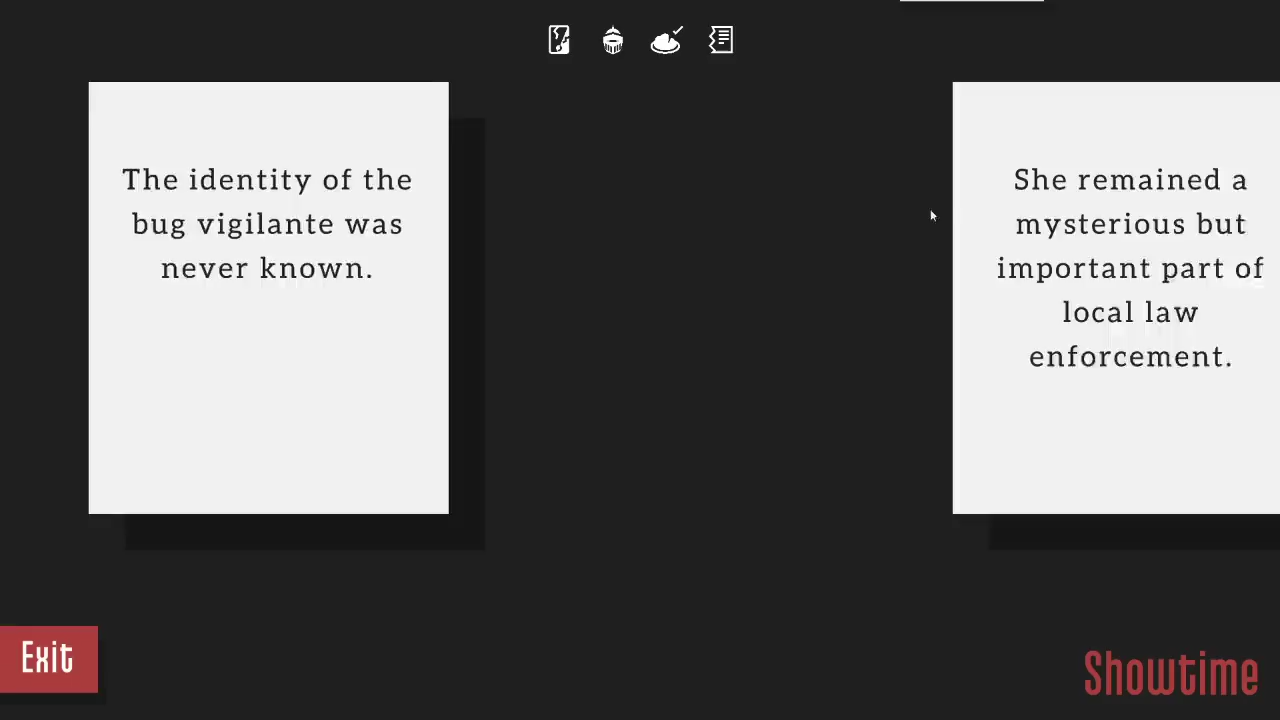 The identity of the
bug vigilante was
never known.
She remained a
mysterious but
important part of
local law
enforcement.
Exit
Showtime